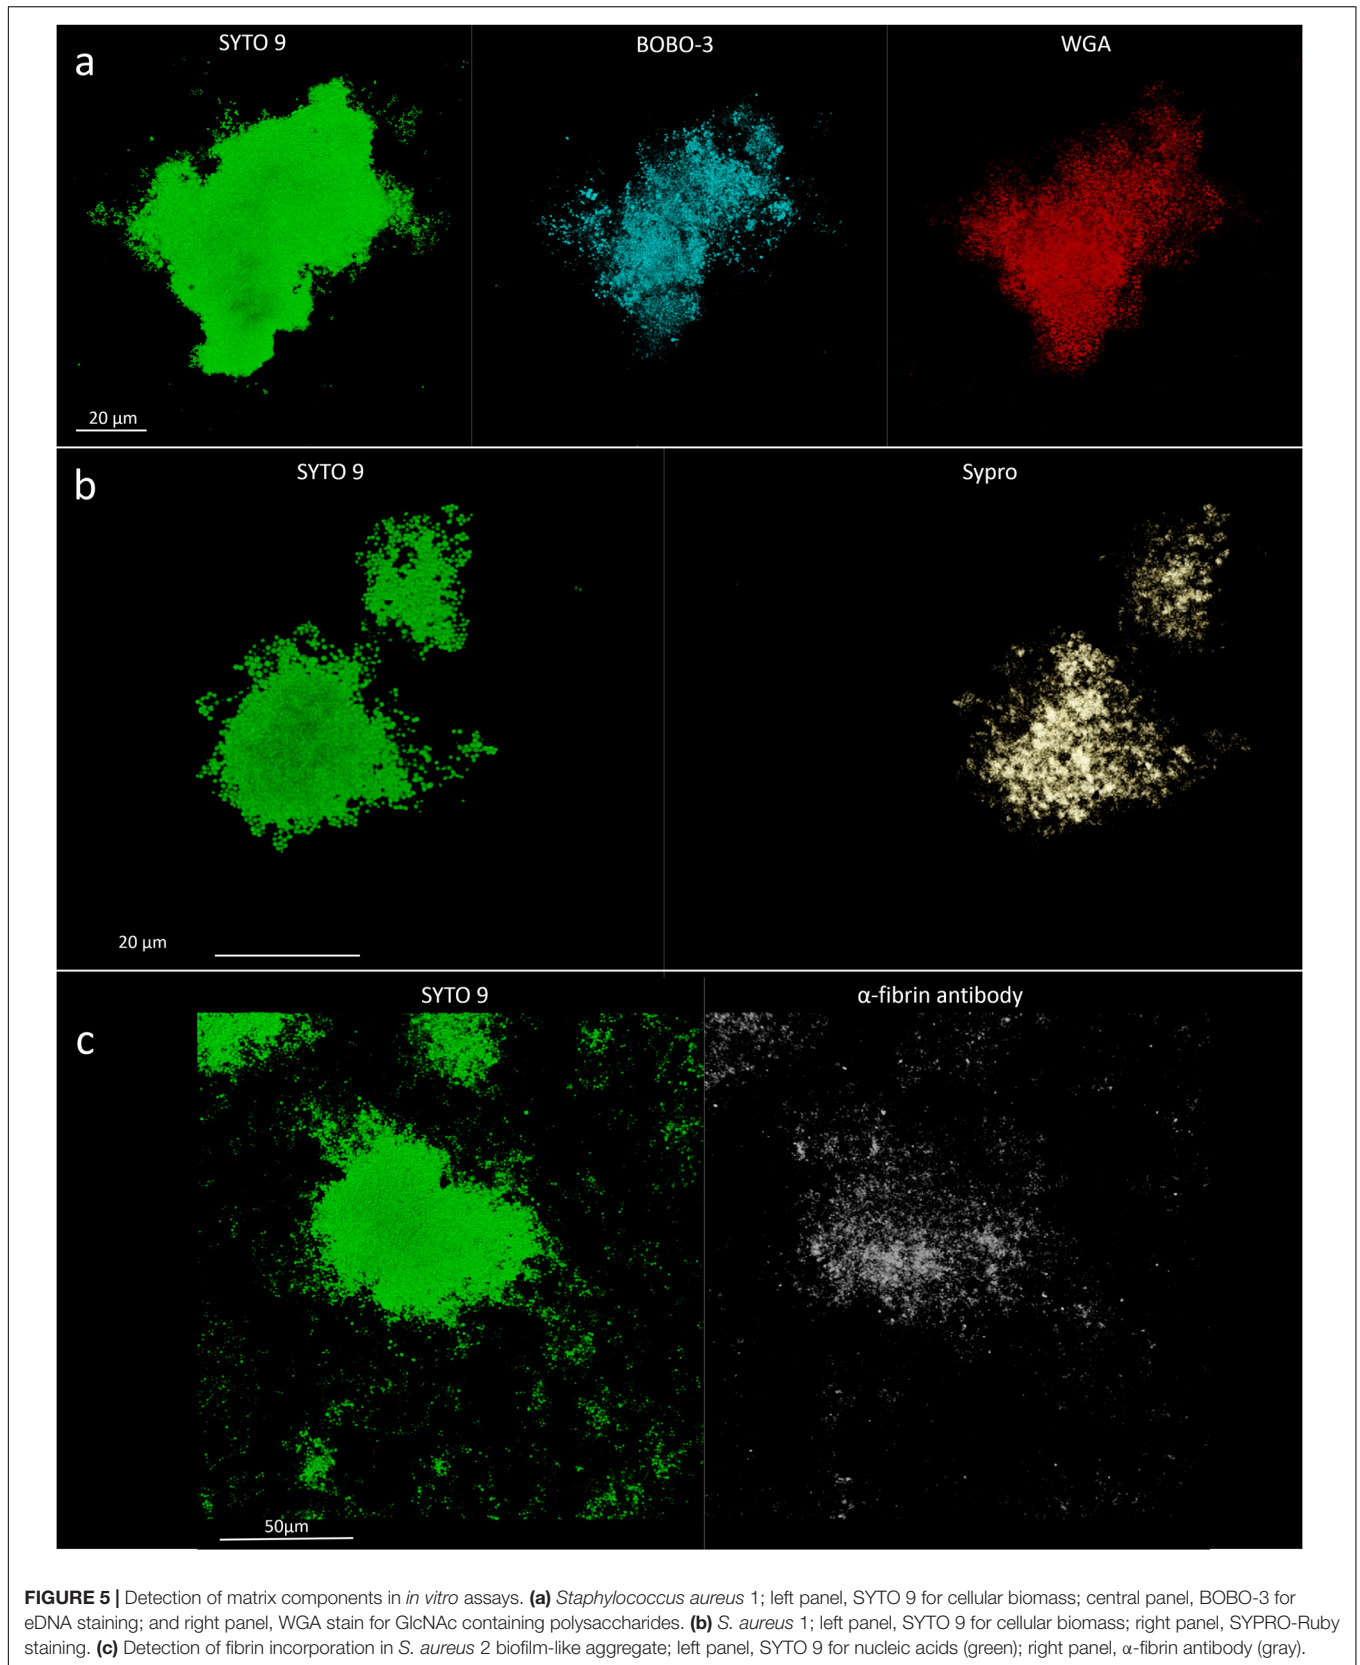 a
SYTO 9
BOBO-3
WGA
20 µm
b
SYTO 9
Sypro
20 µm
c
SYTO 9
α-fibrin antibody
50µm
FIGURE 5 | Detection of matrix components in in vitro assays. (a) Staphylococcus aureus 1; left panel, SYTO 9 for cellular biomass; central panel, BOBO-3 for
eDNA staining; and right panel, WGA stain for GlcNAc containing polysaccharides. (b) S. aureus 1; left panel, SYTO 9 for cellular biomass; right panel, SYPRO-Ruby
staining. (c) Detection of fibrin incorporation in S. aureus 2 biofilm-like aggregate; left panel, SYTO 9 for nucleic acids (green); right panel, α-fibrin antibody (gray).